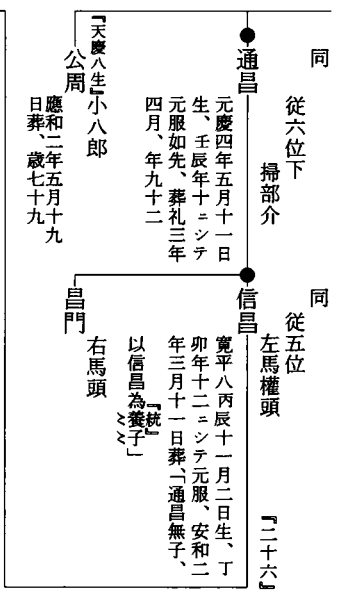 同
從六位下
掃部介
通昌
元慶四年五月十一日
生、壬辰年十ニシテ
元服如先、葬礼三年
四月、年九十二
『天慶八生』小八郎
公周
應和二年五月十九
日葬、歳七十九
同
從五位
左馬權頭
『二十六』
信昌
寛平八丙辰十一月二日生、丁
卯年十二ニシテ元服、安和二
年三月十一日葬、「通昌無子、
『統』
以信昌為養子」
昌門
右馬頭